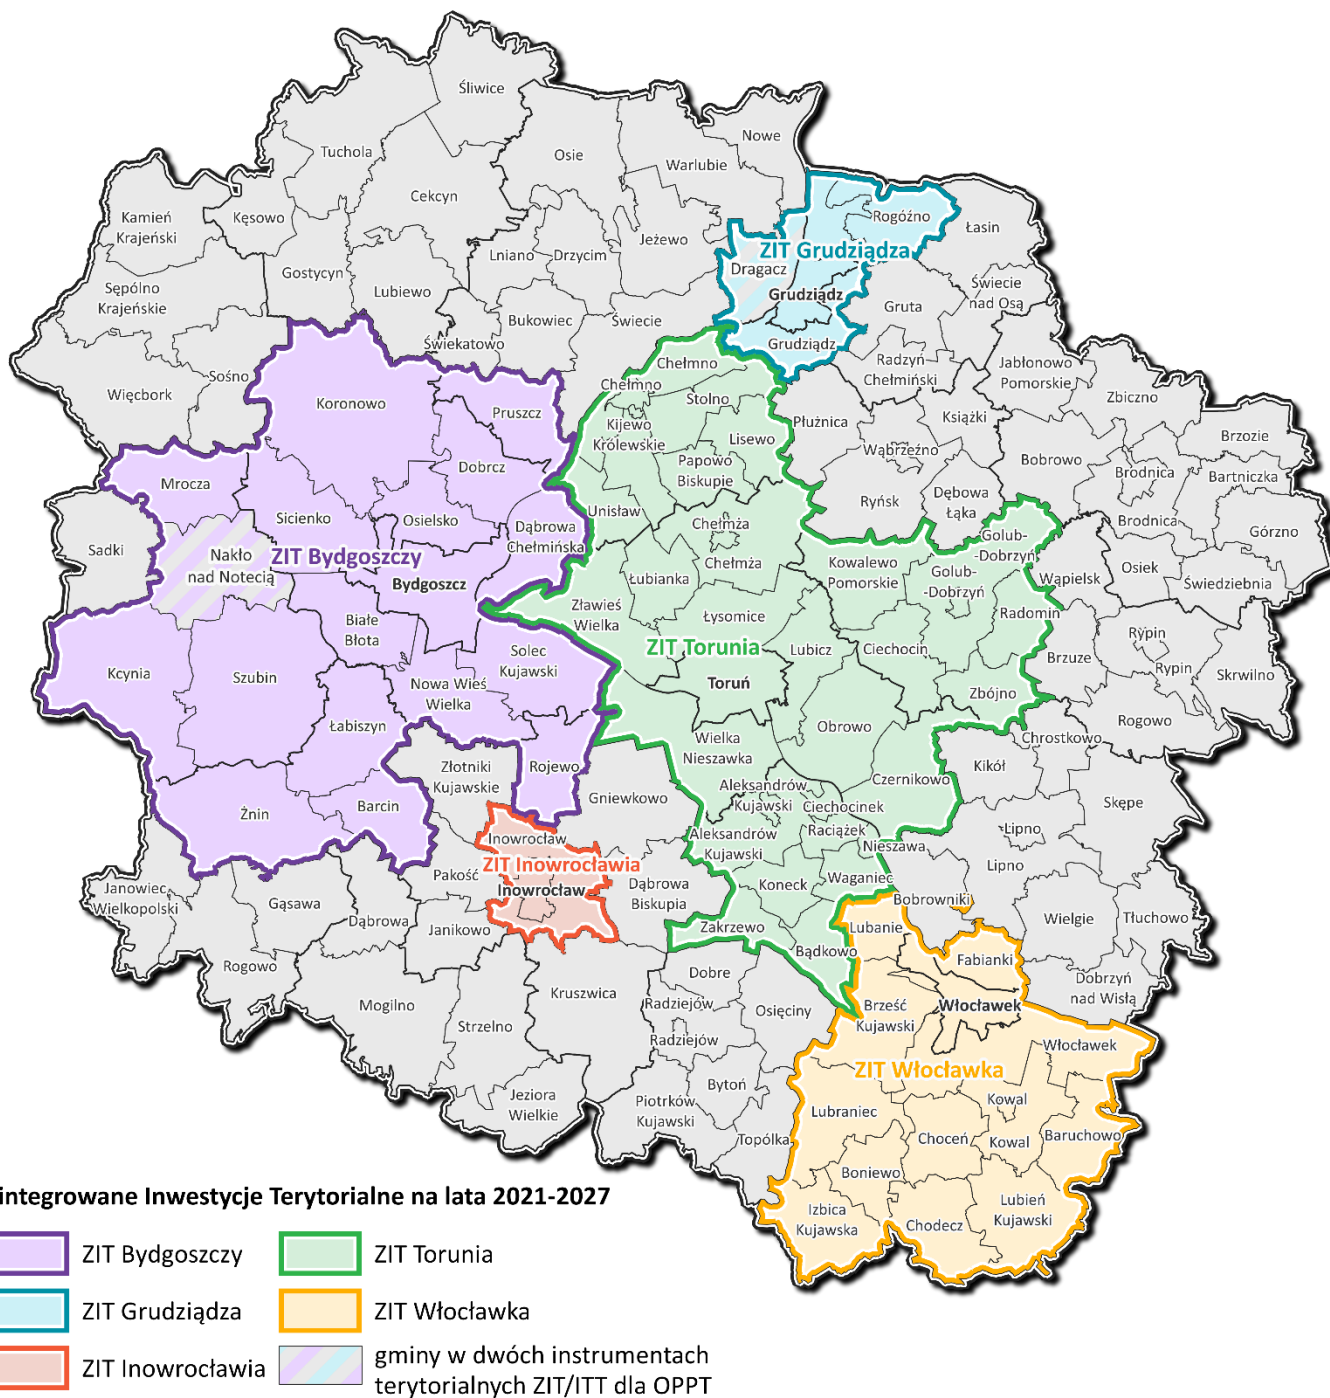 Śliwice
Nowe
Tuchola
Osie
Warlubie
Cekcyn
Kamień
Krajeński
Kęsowo
Rogóźno
Łasin
Jeżewo
ZIT Grudziądza
Lniano
Drzycim
Dragacz
Gostycyn
Sępólno
Krajeńskie
Lubiewo
Grudziądz
Świecie
nad Osą
Gruta
Bukowiec
Świecie
Świekatowo
Grudziądz
Radzyń
Chełmiński
Jabłonowo
Pomorskie
Chełmno
Sośno
Więcbork
Chełmno
Stolno
Zbiczno
Koronowo
Pruszcz
Płużnica
Książki
Kijewo
Królewskie
Lisewo
Brzozie
Wąbrzeźno
Bobrowo
Papowo
Biskupie
Dobrcz
Brodnica
Bartniczka
Mrocza
Ryńsk
Dębowa
Łąka
Unisław
Sicienko
Osielsko
Dąbrowa
Chełmińska
Chełmża
Brodnica
Górzno
Golub-
-Dobrzyń
Sadki
Nakło
nad Notecią
ZIT Bydgoszczy
Chełmża
Kowalewo
Pomorskie
Golub-
-Dobrzyń
Wąpielsk
Osiek
Świedziebnia
Bydgoszcz
Łubianka
Zławieś
Wielka
Łysomice
Radomin
Białe
Błota
Rypin
ZIT Torunia
Lubicz
Ciechocin
Solec
Kujawski
Brzuze
Rypin
Skrwilno
Kcynia
Szubin
Nowa Wieś
Wielka
Toruń
Zbójno
Łabiszyn
Obrowo
Rogowo
Wielka
Nieszawka
Chrostkowo
Złotniki
Kujawskie
Rojewo
Kikół
Czernikowo
Aleksandrów
Kujawski
Gniewkowo
Barcin
Żnin
Ciechocinek
Skępe
Raciążek
Lipno
Inowrocław
Aleksandrów
Kujawski
Nieszawa
ZIT Inowrocławia
Lipno
Pakość
Waganiec
Janowiec
Wielkopolski
Inowrocław
Dąbrowa
Biskupia
Koneck
Bobrowniki
Gąsawa
Dąbrowa
Janikowo
Zakrzewo
Lubanie
Wielgie
Tłuchowo
Bądkowo
Fabianki
Rogowo
Dobre
Dobrzyń
nad Wisłą
Mogilno
Kruszwica
Radziejów
Osięciny
Brześć
Kujawski
Włocławek
Strzelno
Radziejów
Włocławek
ZIT Włocławka
Bytoń
Jeziora
Wielkie
Piotrków
Kujawski
Kowal
Lubraniec
Topólka
Choceń
Kowal
Baruchowo
Boniewo
Izbica
Kujawska
Lubień
Kujawski
Chodecz
integrowane Inwestycje Terytorialne na lata 2021-2027
ZIT Bydgoszczy
ZIT Torunia
ZIT Grudziądza
ZIT Włocławka
ZIT Inowrocławia
gminy w dwóch instrumentach
terytorialnych ZIT/ITT dla OPPT